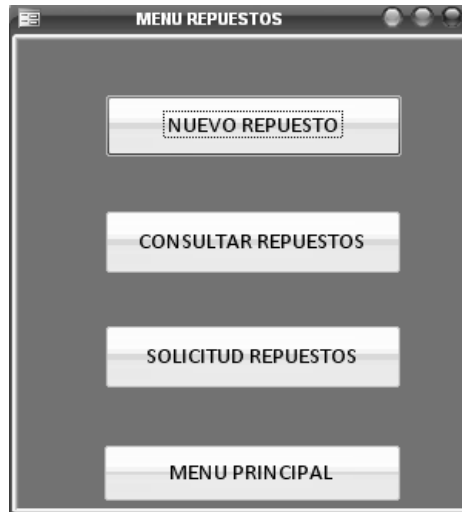 MENU REPUESTOS
NUEVO REPUESTO
CONSULTAR REPUESTOS
SOLICITUD REPUESTOS
MENU PRINCIPAL